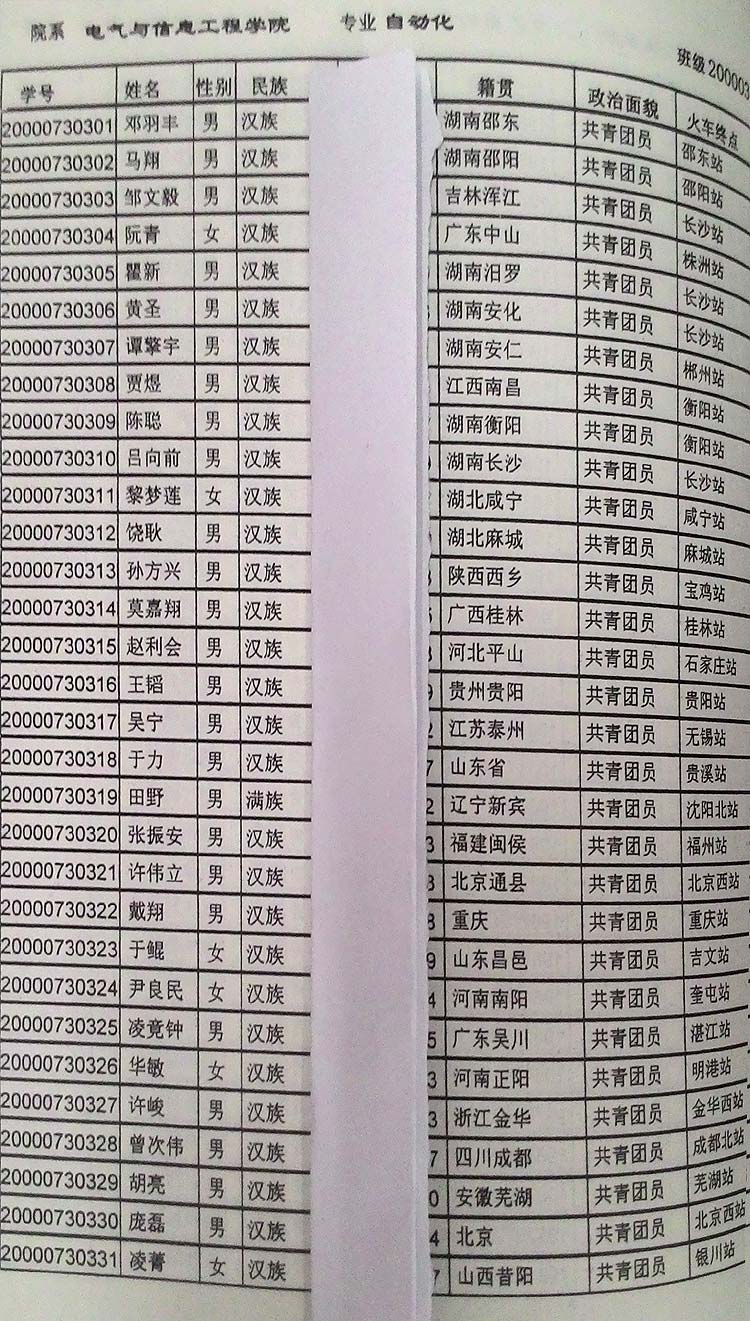 院系 电气与信息工程学院 专业 自动化 班级 200003
学号 姓名 性别 民族 籍贯 政治面貌 火车终点
20000730301 邓羽丰 男 汉族 湖南邵东 共青团员 邵东站
20000730302 马翔 男 汉族 湖南邵阳 共青团员 邵阳站
20000730303 邹文毅 男 汉族 吉林浑江 共青团员 长沙站
20000730304 阮青 女 汉族 广东中山 共青团员 株洲站
20000730305 瞿新 男 汉族 湖南汨罗 共青团员 长沙站
20000730306 黄圣 男 汉族 湖南安化 共青团员 长沙站
20000730307 谭擎宇 男 汉族 湖南安仁 共青团员 郴州站
20000730308 贾煜 男 汉族 江西南昌 共青团员 衡阳站
20000730309 陈聪 男 汉族 湖南衡阳 共青团员 衡阳站
20000730310 吕向前 男 汉族 湖南长沙 共青团员 长沙站
20000730311 黎梦莲 女 汉族 湖北咸宁 共青团员 咸宁站
20000730312 饶耿 男 汉族 湖北麻城 共青团员 麻城站
20000730313 孙方兴 男 汉族 陕西西乡 共青团员 宝鸡站
20000730314 莫嘉翔 男 汉族 广西桂林 共青团员 桂林站
20000730315 赵利会 男 汉族 河北平山 共青团员 石家庄站
20000730316 王韬 男 汉族 9 贵州贵阳 共青团员 贵阳站
20000730317 吴宁 男 汉族 2 江苏泰州 共青团员 无锡站
20000730318 于力 男 汉族 7 山东省 共青团员 贵溪站
20000730319 田野 男 满族 2 辽宁新宾 共青团员 沈阳北站
20000730320 张振安 男 汉族 3 福建闽侯 共青团员 福州站
20000730321 许伟立 男 汉族 8 北京通县 共青团员 北京西站
20000730322 戴翔 男 汉族 8 重庆 共青团员 重庆站
20000730323 于鲲 女 汉族 9 山东昌邑 共青团员 吉文站
20000730324 尹良民 女 汉族 4 河南南阳 共青团员 奎屯站
20000730325 凌竟钟 男 汉族 5 广东吴川 共青团员 湛江站
20000730326 华敏 女 汉族 3 河南正阳 共青团员 明港站
20000730327 许峻 男 汉族 3 浙江金华 共青团员 金华西站
20000730328 曾次伟 男 汉族 7 四川成都 共青团员 成都北站
20000730329 胡亮 男 汉族 0 安徽芜湖 共青团员 芜湖站
20000730330 庞磊 男 汉族 4 北京 共青团员 北京西站
20000730331 凌菁 女 汉族 7 山西昔阳 共青团员 银川站